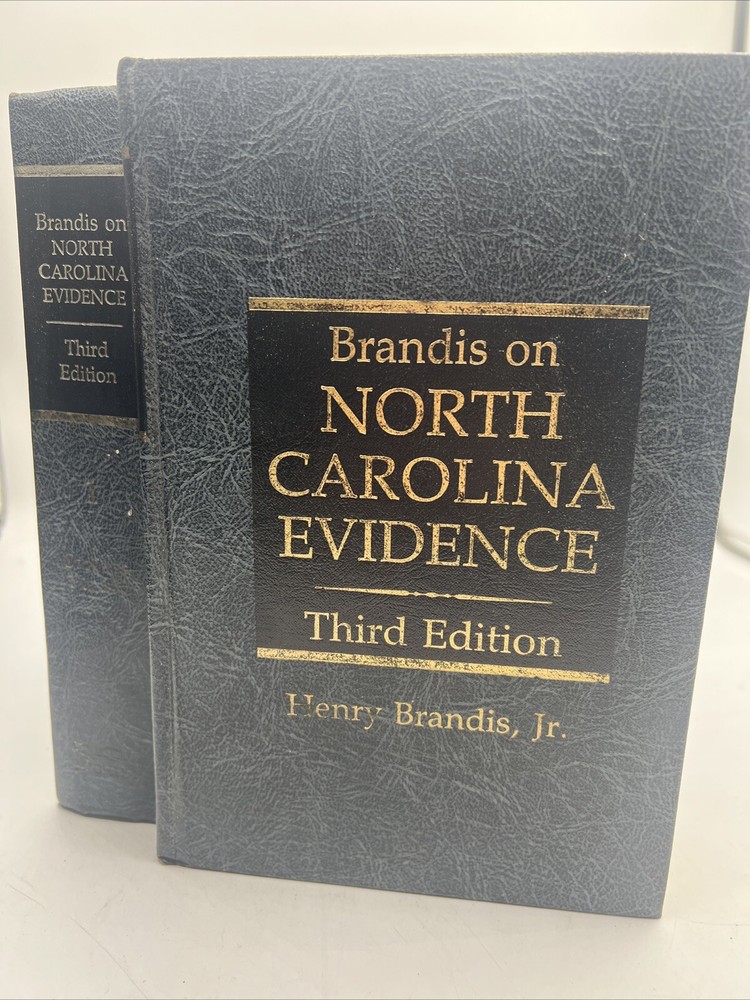 Brandis on
NORTH
CAROLINA
EVIDENCE
Third
Edition
Brandis on
NORTH
CAROLINA
EVIDENCE
Third Edition
Henry Brandis, Jr.